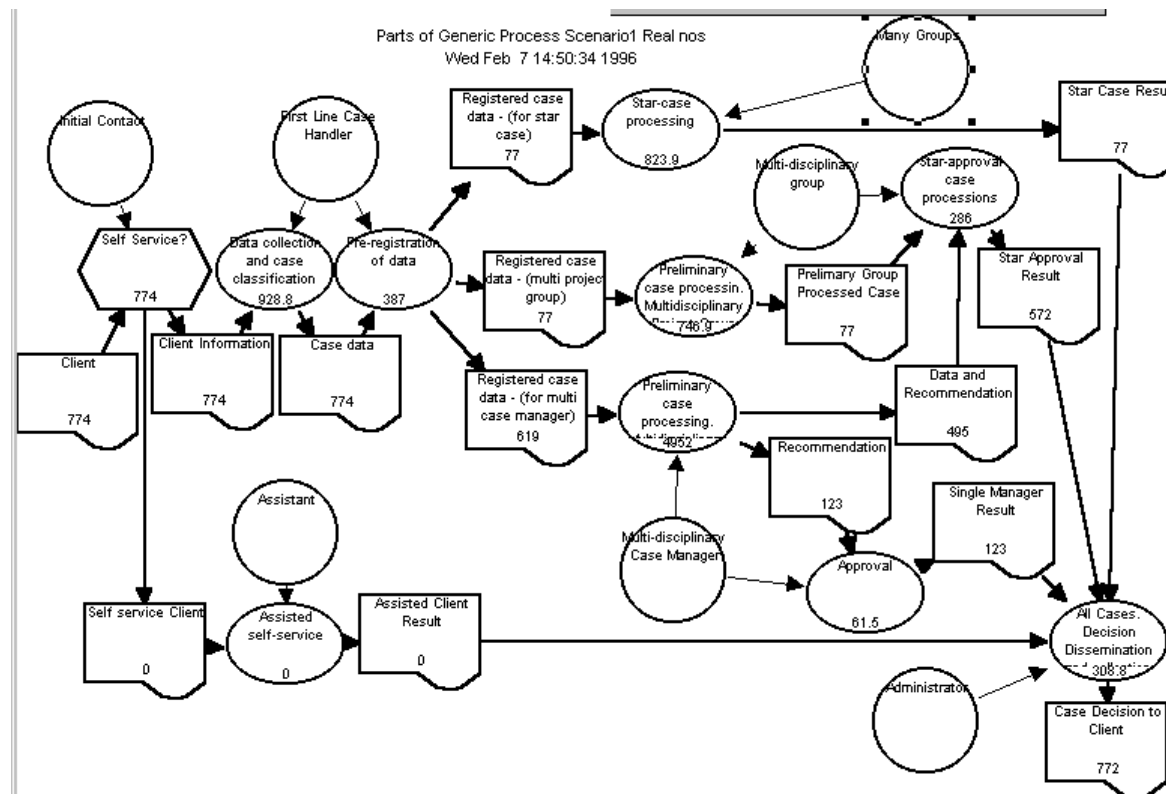 Parts of Generic Process Scenario1 Real nos
Wed Feb 7 14:50:34 1996
Many Groups
Initial Contact
First Line Case
Handler
Registered case
data - (for star
case)
77
Star-case
processing
823.9
Star Case Resu
77
Multi-disciplinary
group
Star-approval
case
processions
286
Self Service?
774
Data collection
and case
classification
928.8
Pre-registration
of data
387
Registered case
data - (multi project
group)
77
Preliminary
case processin.
Multidisciplinary
746.9
Prelimary Group
Processed Case
77
Star Approval
Result
572
Client
774
Client Information
774
Case data
774
Registered case
data - (for multi
case manager)
619
Preliminary
case
processing.
4952
Data and
Recommendation
495
Recommendation
123
Single Manager
Result
123
Assistant
Multi-disciplinary
Case Manager
Approval
61.5
Self service Client
0
Assisted
self-service
0
Assisted Client
Result
0
All Cases.
Decision
Dissemination
308.8
Administrator
Case Decision to
Client
772